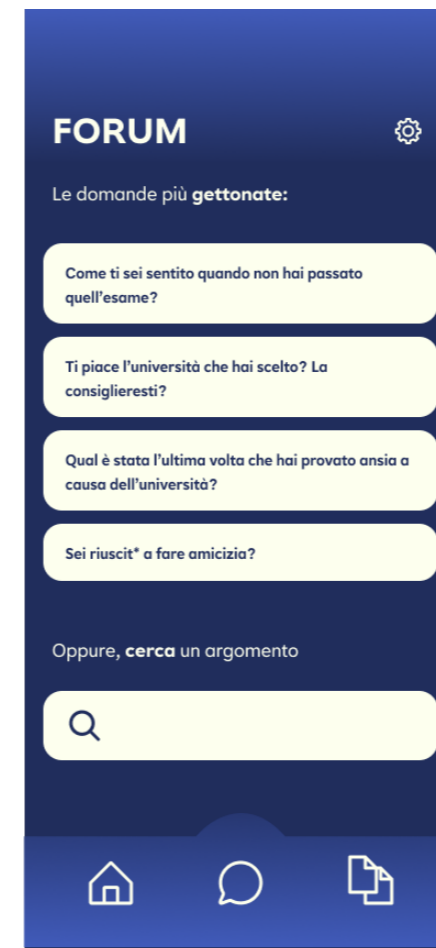 FORUM
Le domande più gettonate:
Come ti sei sentito quando non hai passato
quell'esame?
Ti piace l'università che hai scelto? La
consiglieresti?
Qual è stata l'ultima volta che hai provato ansia a
causa dell'università?
Sei riuscit* a fare amicizia?
Oppure, cerca un argomento